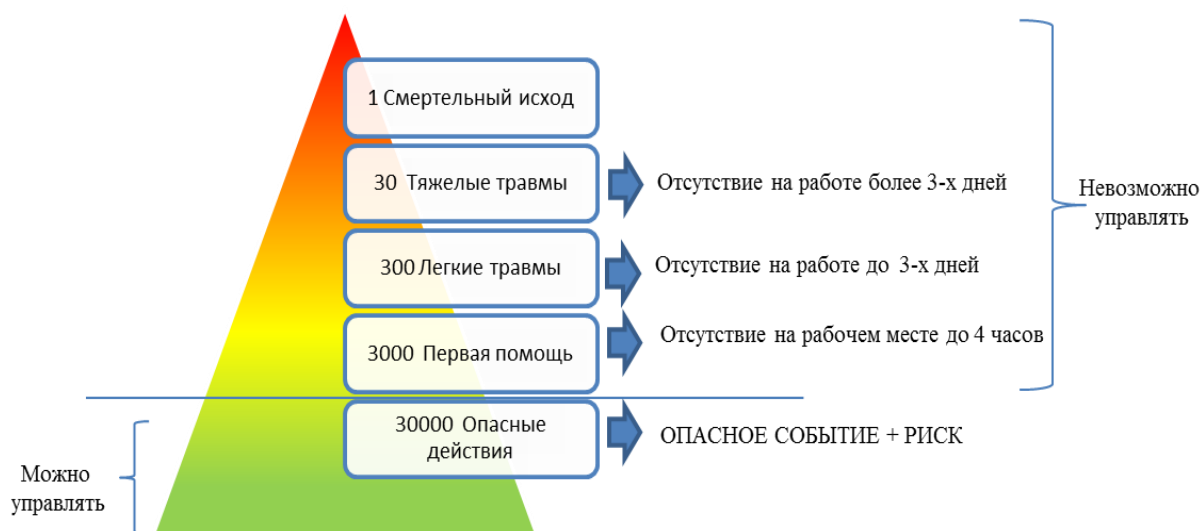 1 Смертельный исход
30 Тяжелые травмы
Отсутствие на работе более 3-х дней
Невозможно
управлять
300 Легкие травмы
Отсутствие на работе до 3-х дней
3000 Первая помощь
Отсутствие на рабочем месте до 4 часов
30000 Опасные
действия
ОПАСНОЕ СОБЫТИЕ + РИСК
Можно
управлять